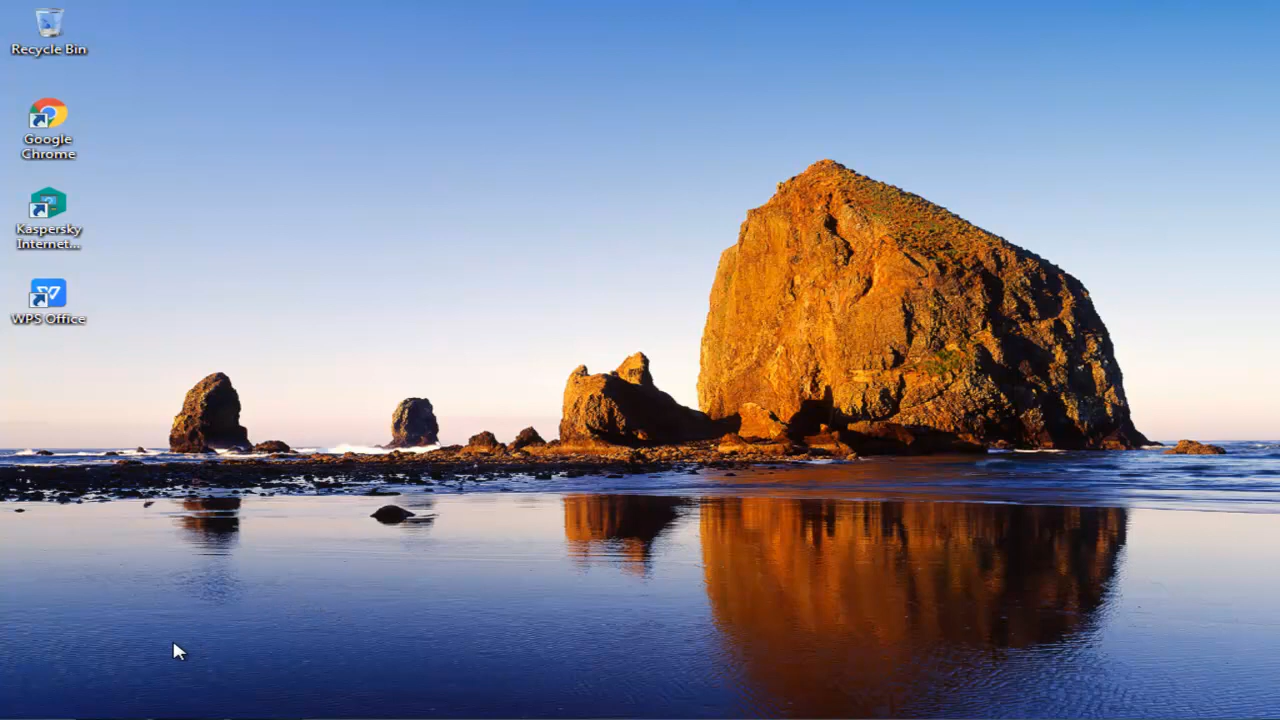 Recycle Bin
Google
Chrome
Kaspersky
Internet...
WPS Office